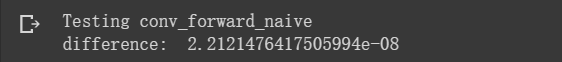 Testing conv_forward_naive
difference:  2.2121476417505994e-08